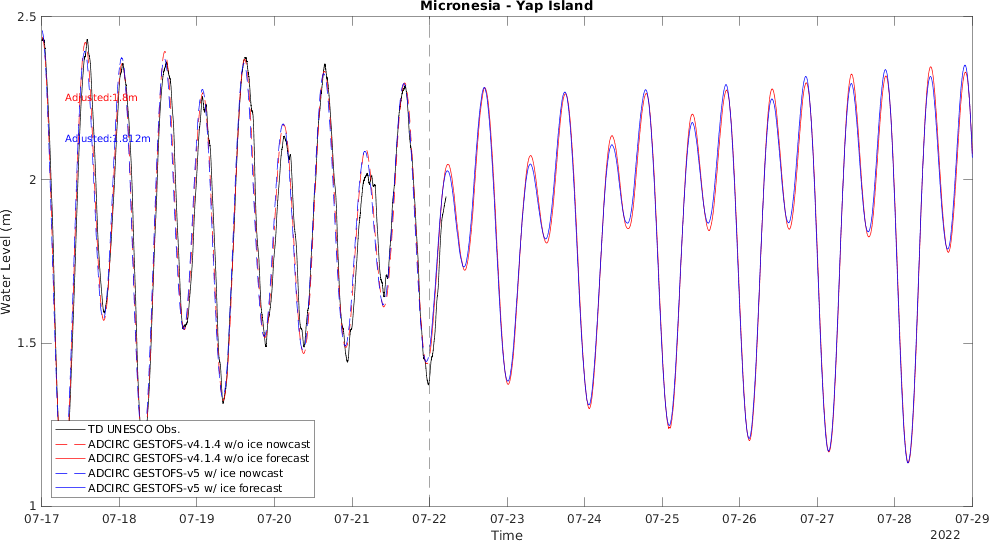 Micronesia - Yap Island
2.5
Adjusted:1.8m
Adjusted:1.812m
2
Water Level (m)
1.5
TD UNESCO Obs.
ADCIRC GESTOFS-v4.1.4 w/o ice nowcast
ADCIRC GESTOFS-v4.1.4 w/o ice forecast
ADCIRC GESTOFS-v5 w/ ice nowcast
ADCIRC GESTOFS-v5 w/ ice forecast
1
07-17 07-18 07-19 07-20 07-21 07-22 07-23 07-24 07-25 07-26 07-27 07-28 07-29
Time
2022